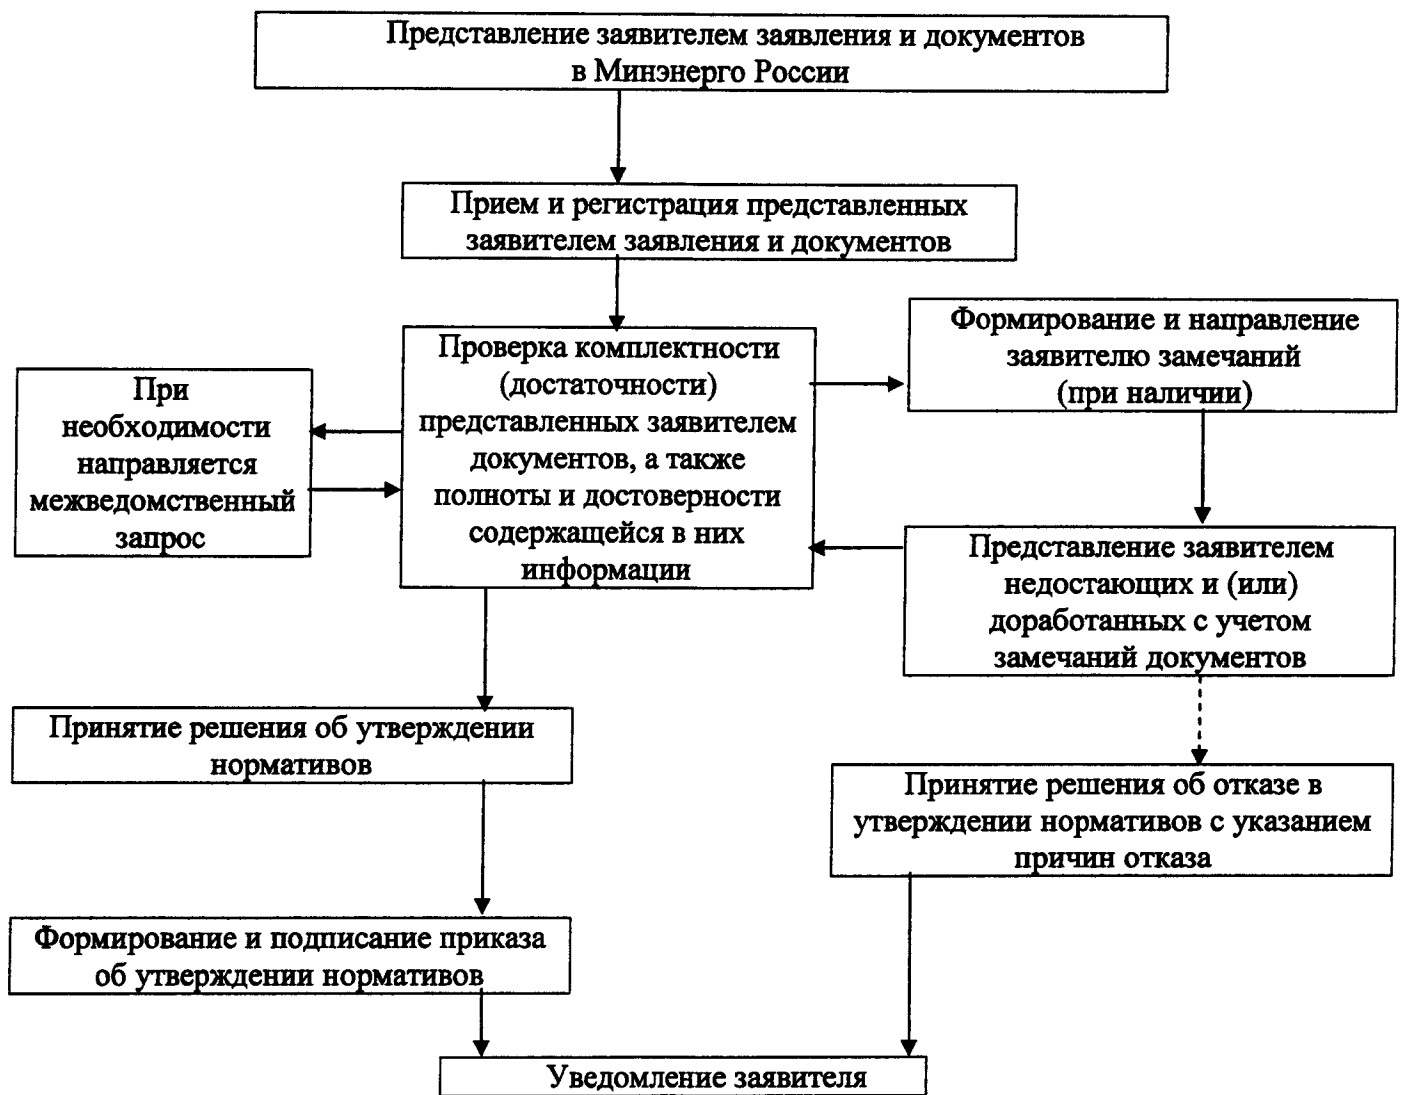 Представление заявителем заявления и документов
в Минэнерго России
Прием и регистрация представленных
заявителем заявления и документов
Проверка комплектности
(достаточности)
представленных заявителем
документов, а также
полноты и достоверности
содержащейся в них
информации
Формирование и направление
заявителю замечаний
(при наличии)
При
необходимости
направляется
межведомственный
запрос
Представление заявителем
недостающих и (или)
доработанных с учетом
замечаний документов
Принятие решения об утверждении
нормативов
Принятие решения об отказе в
утверждении нормативов с указанием
причин отказа
Формирование и подписание приказа
об утверждении нормативов
Уведомление заявителя